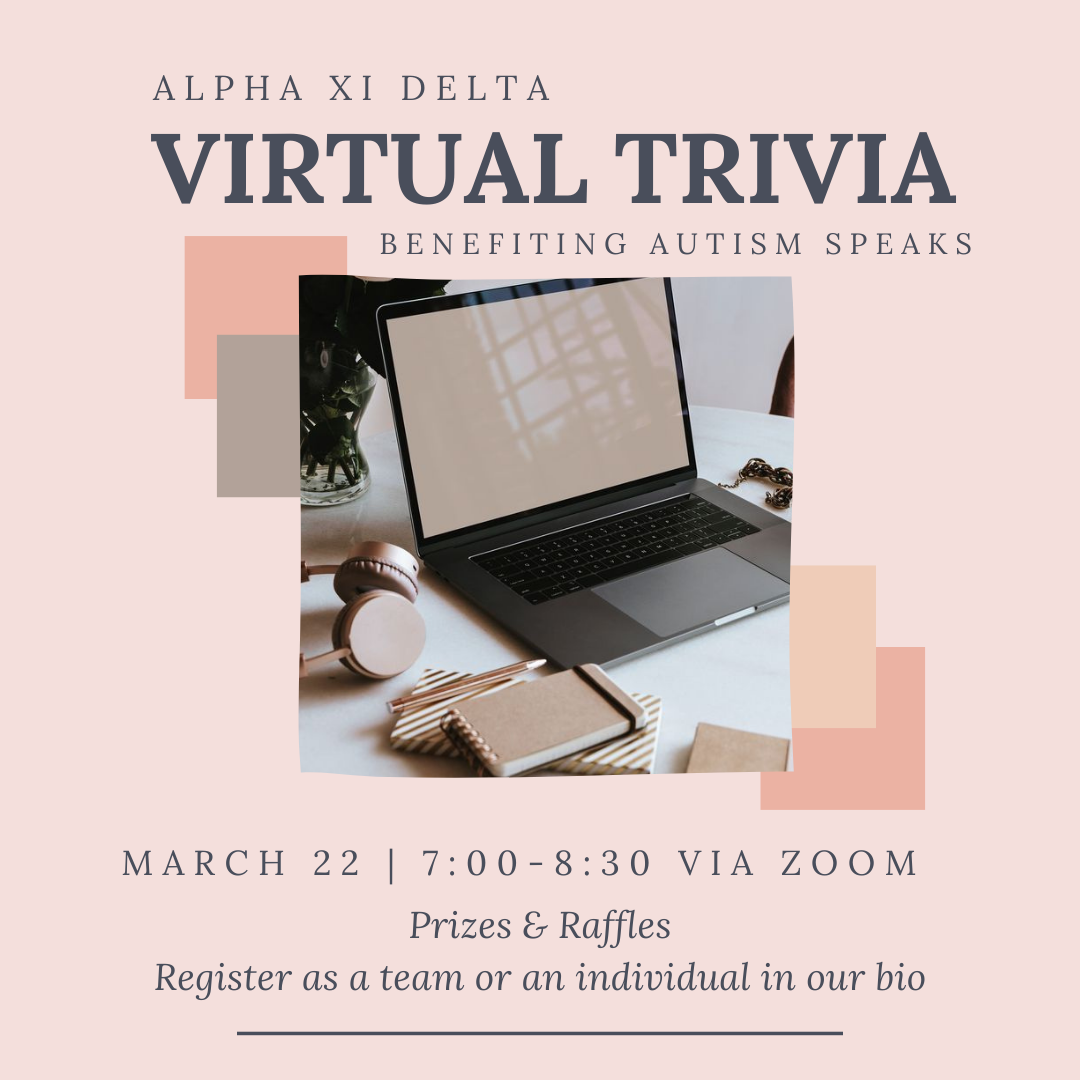 ALPHA XI DELTA
VIRTUAL TRIVIA
BENEFITING AUTISM SPEAKS
MARCH 22 | 7:00-8:30 VIA ZOOM
Prizes & Raffles
Register as a team or an individual in our bio